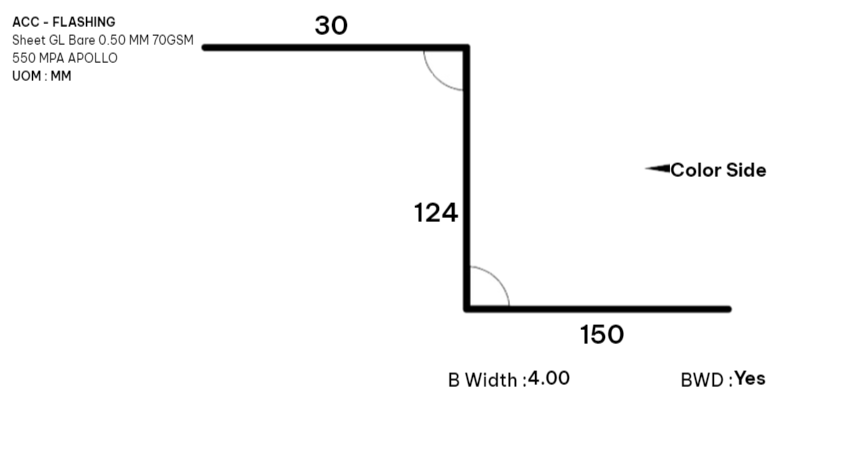 ACC - FLASHING
Sheet GL Bare 0.50 MM 70GSM
550 MPA APOLLO
UOM : MM
30
Color Side
124
150
B Width :4.00
BWD :Yes